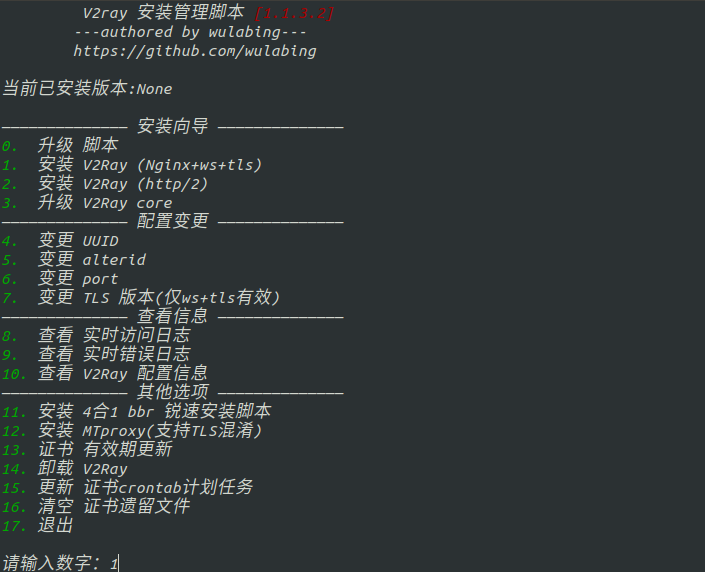 V2ray 安装管理脚本 [1.1.3.2]
---authored by wulabing---
https://github.com/wulabing
当前已安装版本:None
—————————————— 安装向导 ——————————————
0. 升级 脚本
1. 安装 V2Ray (Nginx+ws+tls)
2. 安装 V2Ray (http/2)
3. 升级 V2Ray core
—————————————— 配置变更 ——————————————
4. 变更 UUID
5. 变更 alterid
6. 变更 port
7. 变更 TLS 版本(仅ws+tls有效)
—————————————— 查看信息 ——————————————
8. 查看 实时访问日志
9. 查看 实时错误日志
10. 查看 V2Ray 配置信息
—————————————— 其他选项 ——————————————
11. 安装 4合1 bbr 锐速安装脚本
12. 安装 MTproxy(支持TLS混淆)
13. 证书 有效期更新
14. 卸载 V2Ray
15. 更新 证书crontab计划任务
16. 清空 证书遗留文件
17. 退出
请输入数字：1